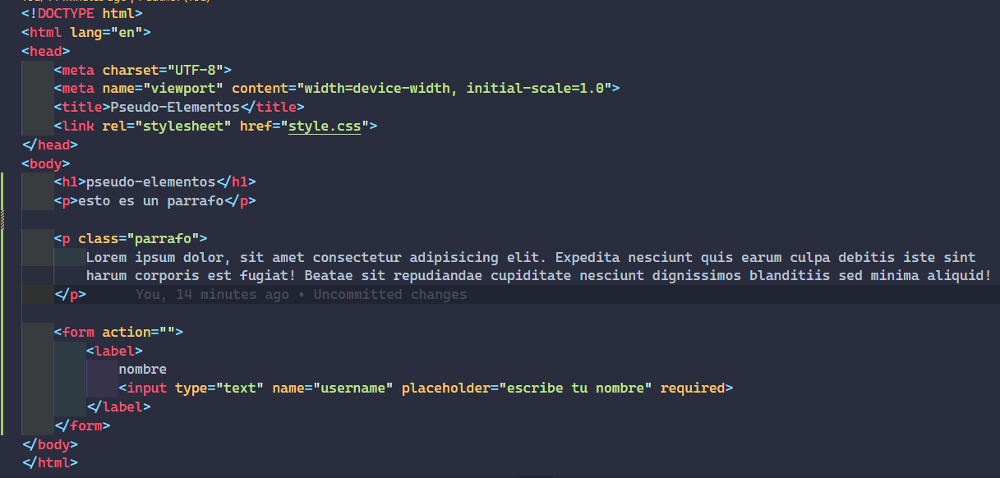 <!DOCTYPE html>
<html lang="en">
<head>
<meta charset="UTF-8">
<meta name="viewport" content="width=device-width, initial-scale=1.0">
<title>Pseudo-Elementos</title>
<link rel="stylesheet" href="style.css">
</head>
<body>
<h1>pseudo-elementos</h1>
<p>esto es un parrafo</p>
<p class="parrafo">
Lorem ipsum dolor, sit amet consectetur adipisicing elit. Expedita nesciunt quis earum culpa debitis iste sint
harum corporis est fugiat! Beatae sit repudiandae cupiditate nesciunt dignissimos blanditiis sed minima aliquid!
</p> You, 14 minutes ago • Uncommitted changes
<form action="">
<label>
nombre
<input type="text" name="username" placeholder="escribe tu nombre" required>
</label>
</form>
</body>
</html>